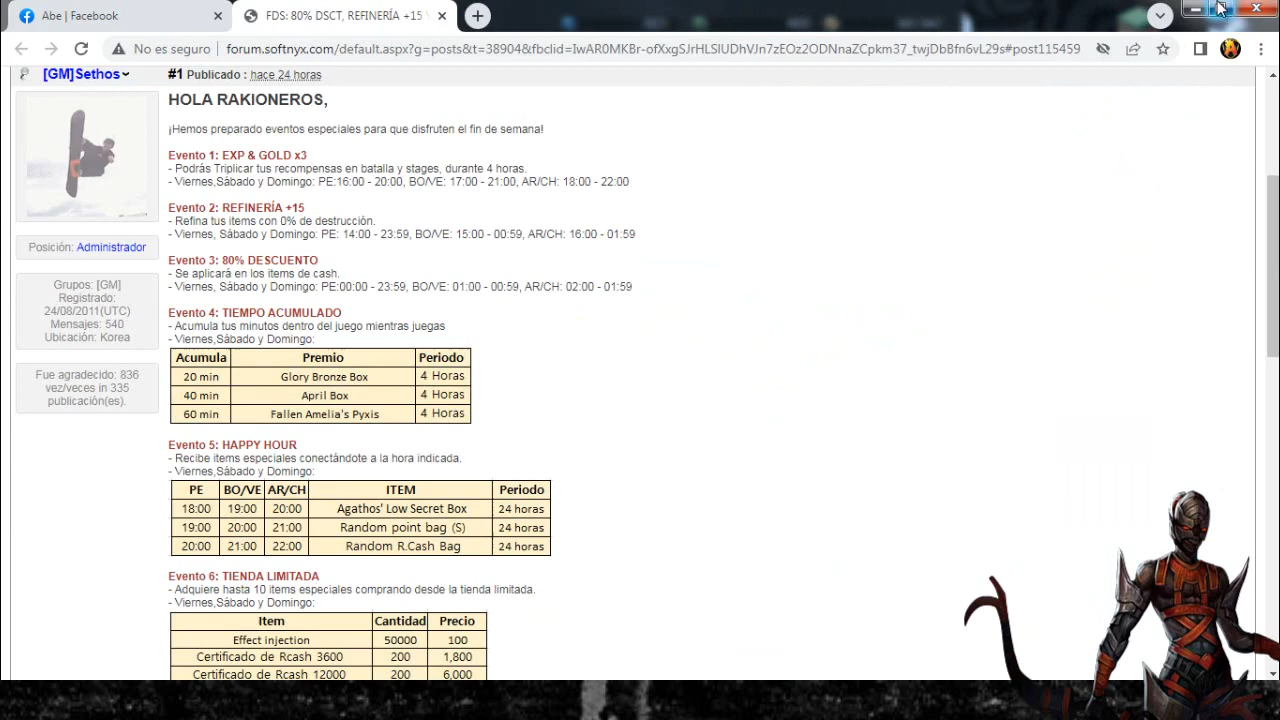 Abe | Facebook
FDS: 80% DSCT, REFINERÍA +15 Y
No es seguro
forum.softnyx.com/default.aspx?g=posts&t=38904&fbclid=IwAR0MKBr-ofXxgSJrHLSlUDhVJn7zEOz2ODNnaZCpkm37_twjDbBfn6vL29s#post115459
[GM]Sethos
#1 Publicado : hace 24 horas
HOLA RAKIONEROS,
¡Hemos preparado eventos especiales para que disfruten el fin de semana!
Evento 1: EXP & GOLD x3
- Podrás Triplicar tus recompensas en batalla y stages, durante 4 horas.
- Viernes,Sábado y Domingo: PE:16:00 - 20:00, BO/VE: 17:00 - 21:00, AR/CH: 18:00 - 22:00
Evento 2: REFINERÍA +15
- Refina tus items con 0% de destrucción.
- Viernes, Sábado y Domingo: PE: 14:00 - 23:59, BO/VE: 15:00 - 00:59, AR/CH: 16:00 - 01:59
Posición: Administrador
Evento 3: 80% DESCUENTO
- Se aplicará en los items de cash.
- Viernes, Sábado y Domingo: PE:00:00 - 23:59, BO/VE: 01:00 - 00:59, AR/CH: 02:00 - 01:59
Grupos: [GM]
Registrado:
24/08/2011(UTC)
Mensajes: 540
Ubicación: Korea
Evento 4: TIEMPO ACUMULADO
- Acumula tus minutos dentro del juego mientras juegas
- Viernes,Sábado y Domingo:
Acumula Premio Periodo
20 min Glory Bronze Box 4 Horas
40 min April Box 4 Horas
60 min Fallen Amelia's Pyxis 4 Horas
Fue agradecido: 836
vez/veces in 335
publicación(es).
Evento 5: HAPPY HOUR
- Recibe items especiales conectándote a la hora indicada.
- Viernes,Sábado y Domingo:
PE BO/VE AR/CH ITEM Periodo
18:00 19:00 20:00 Agathos' Low Secret Box 24 horas
19:00 20:00 21:00 Random point bag (S) 24 horas
20:00 21:00 22:00 Random R.Cash Bag 24 horas
Evento 6: TIENDA LIMITADA
- Adquiere hasta 10 items especiales comprando desde la tienda limitada.
- Viernes,Sábado y Domingo:
Item Cantidad Precio
Effect injection 50000 100
Certificado de Rcash 3600 200 1,800
Certificado de Rcash 12000 200 6,000